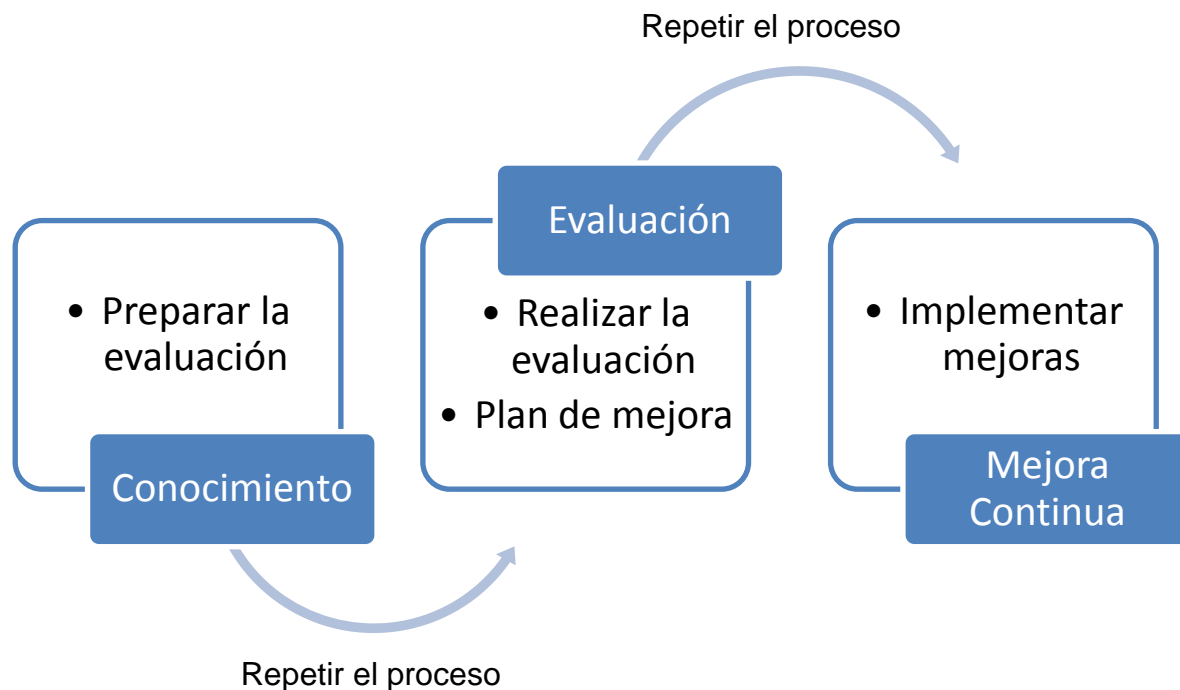 Repetir el proceso
• Preparar la
evaluación
Conocimiento
Evaluación
• Realizar la
evaluación
• Plan de mejora
• Implementar
mejoras
Mejora
Continua
Repetir el proceso